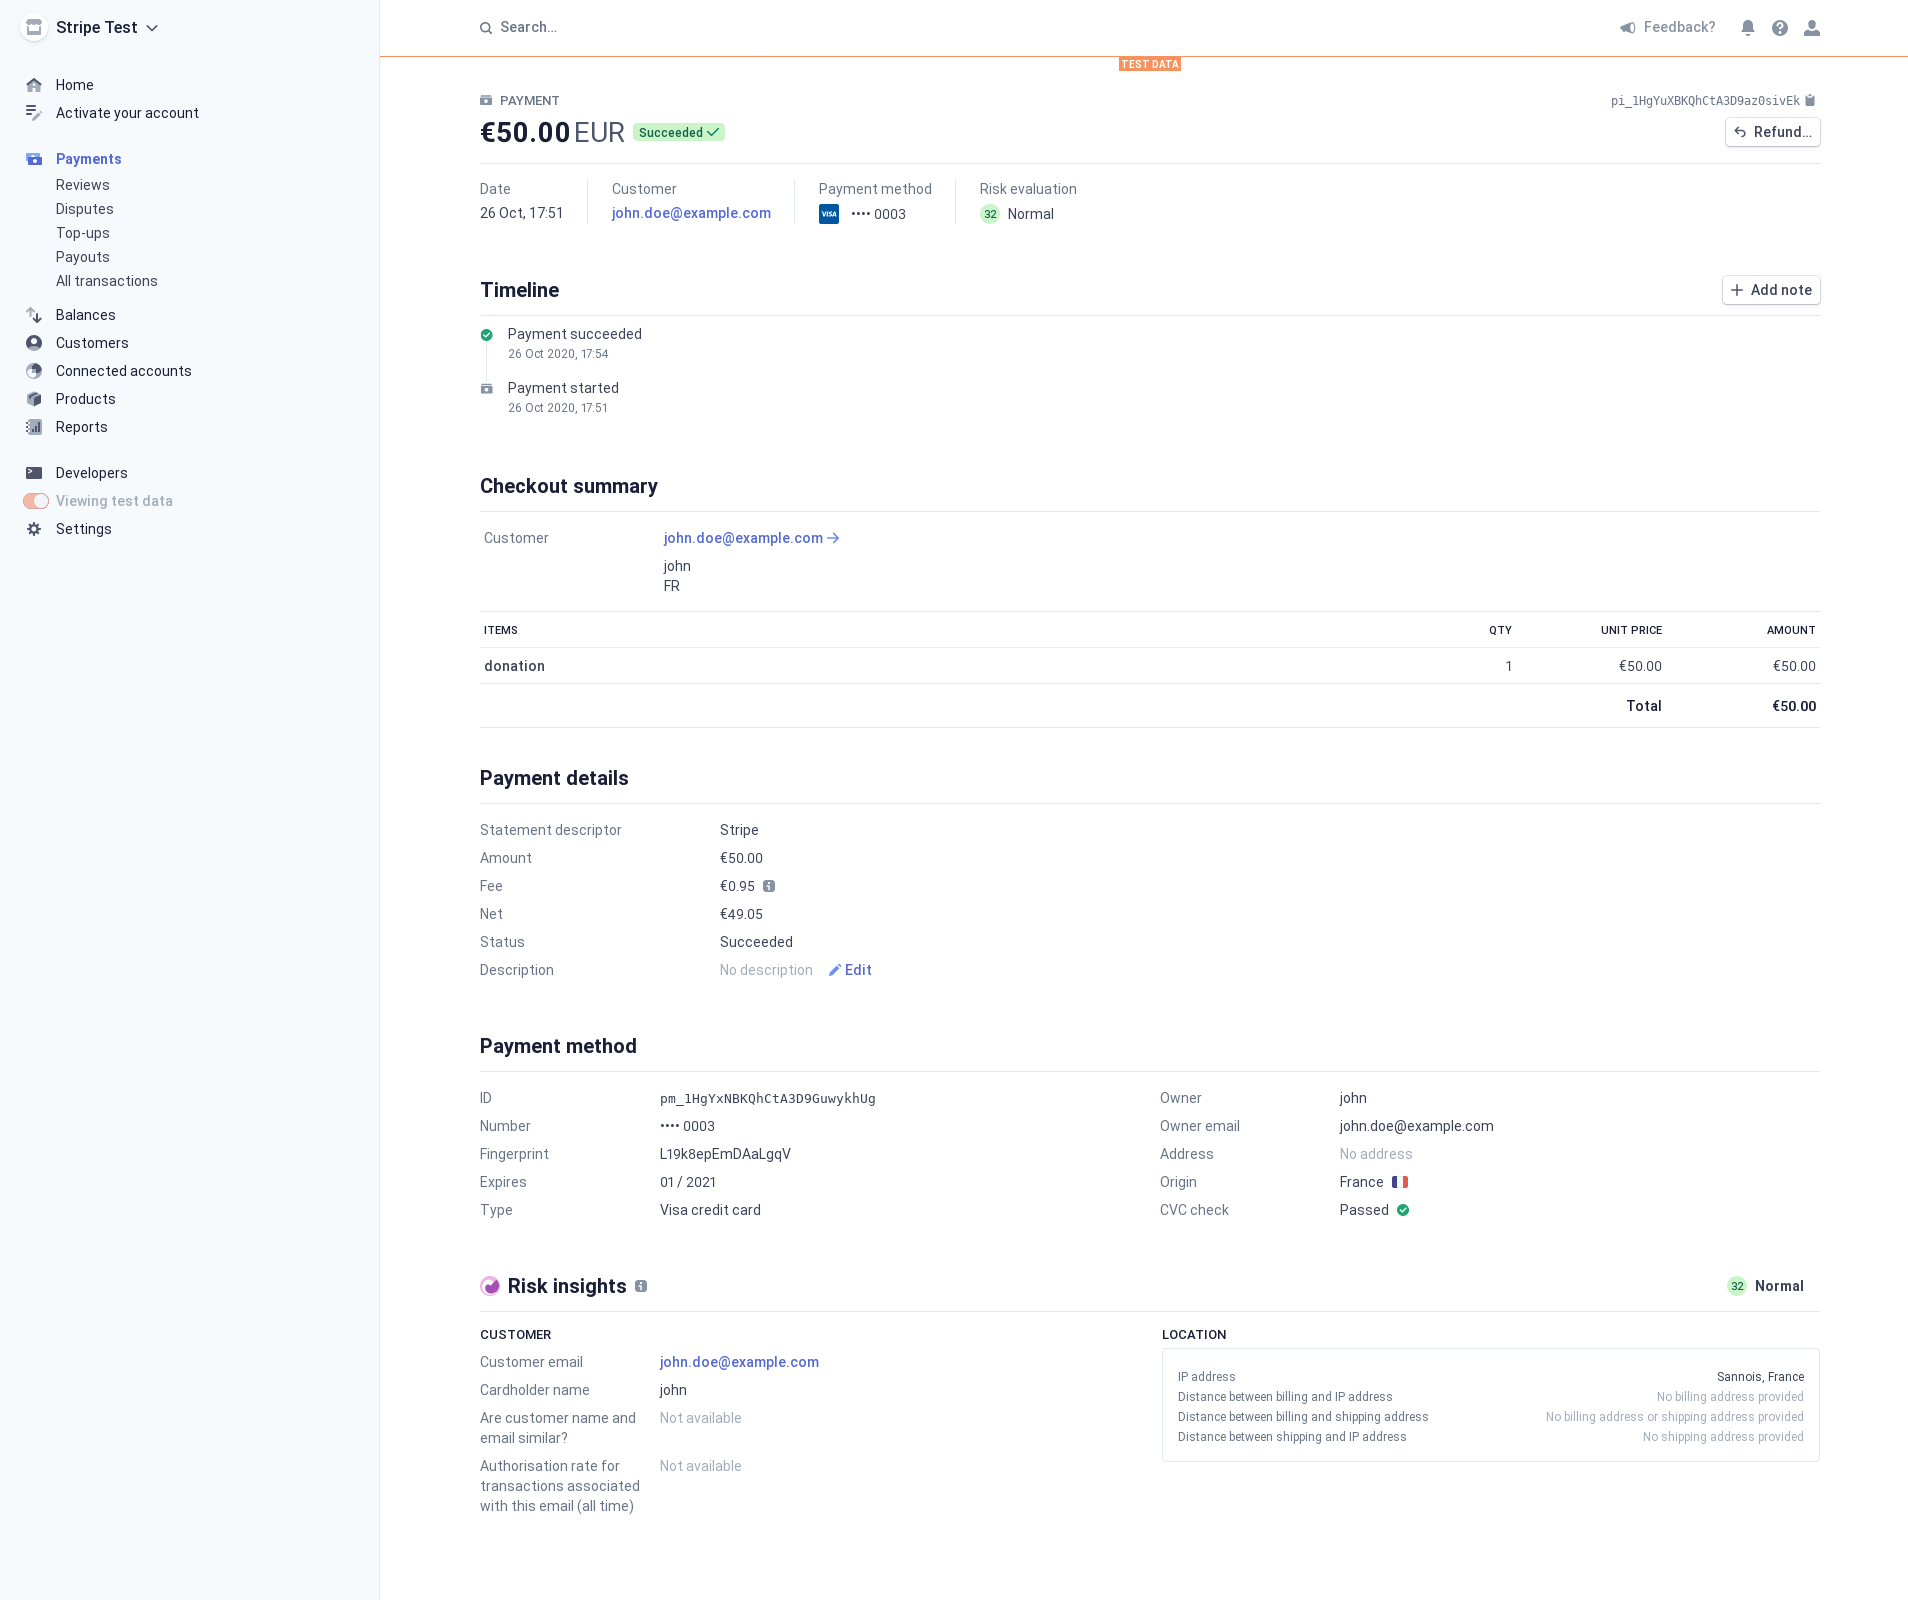 Stripe Test
Home
Activate your account
Payments
Reviews
Disputes
Top-ups
Payouts
All transactions
Balances
Customers
Connected accounts
Products
Reports
Developers
Viewing test data
Settings
Search...
Feedback?
TEST DATA
PAYMENT
pi_1HgYuXBKQhCtA3D9az0sivEk
€50.00 EUR Succeeded
Refund...
Date
26 Oct, 17:51
Customer
john.doe@example.com
Payment method
VISA •••• 0003
Risk evaluation
32 Normal
Timeline
Add note
Payment succeeded
26 Oct 2020, 17:54
Payment started
26 Oct 2020, 17:51
Checkout summary
Customer john.doe@example.com
john
FR
ITEMS QTY UNIT PRICE AMOUNT
donation 1 €50.00 €50.00
Total €50.00
Payment details
Statement descriptor Stripe
Amount €50.00
Fee €0.95
Net €49.05
Status Succeeded
Description No description Edit
Payment method
ID pm_1HgYxNBKQhCtA3D9GuwykhUg
Number •••• 0003
Fingerprint L19k8epEmDAaLgqV
Expires 01 / 2021
Type Visa credit card
Owner john
Owner email john.doe@example.com
Address No address
Origin France
CVC check Passed
Risk insights
32 Normal
CUSTOMER
Customer email john.doe@example.com
Cardholder name john
Are customer name and Not available
email similar?
Authorisation rate for Not available
transactions associated
with this email (all time)
LOCATION
IP address Sannois, France
Distance between billing and IP address No billing address provided
Distance between billing and shipping address No billing address or shipping address provided
Distance between shipping and IP address No shipping address provided